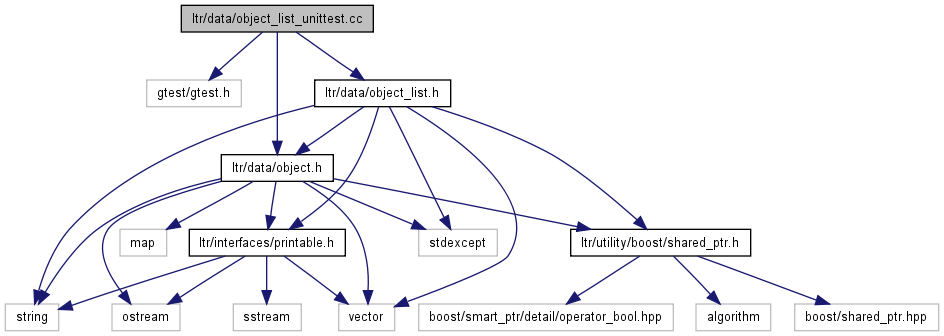 ltr/data/object_list_unittest.cc
gtest/gtest.h
ltr/data/object_list.h
ltr/data/object.h
map
ltr/interfaces/printable.h
stdexcept
ltr/utility/boost/shared_ptr.h
string
ostream
sstream
vector
boost/smart_ptr/detail/operator_bool.hpp
algorithm
boost/shared_ptr.hpp